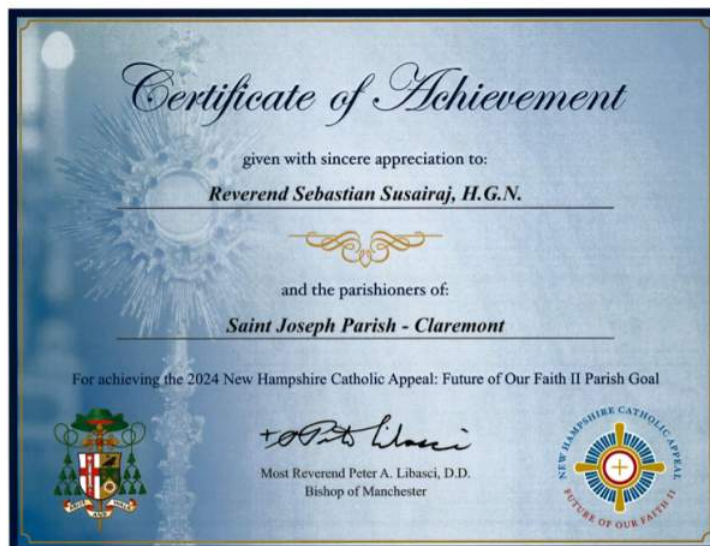 Certificate of Achievement
given with sincere appreciation to:
Reverend Sebastian Susairaj, H.G.N.
and the parishioners of:
Saint Joseph Parish - Claremont
For achieving the 2024 New Hampshire Catholic Appeal: Future of Our Faith II Parish Goal
Most Reverend Peter A. Libasci, D.D.
Bishop of Manchester
NEW HAMPSHIRE CATHOLIC APPEAL
FUTURE OF OUR FAITH II